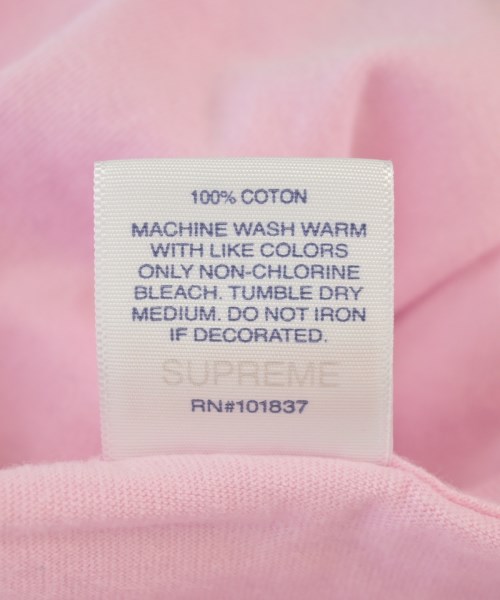 100% COTON
MACHINE WASH WARM
WITH LIKE COLORS
ONLY NON-CHLORINE
BLEACH. TUMBLE DRY
MEDIUM. DO NOT IRON
IF DECORATED.
SUPREME
RN#101837